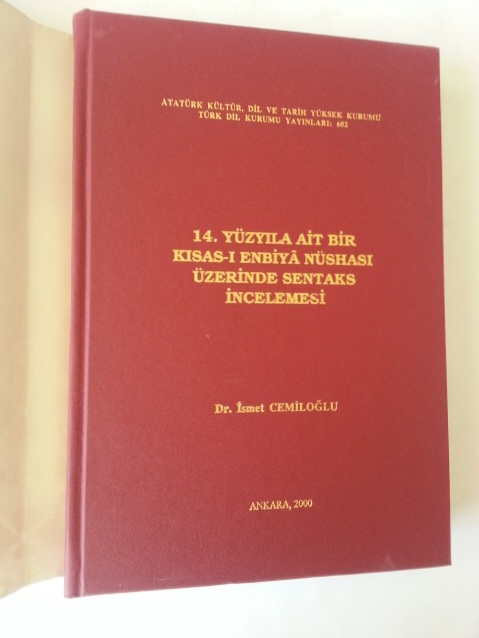 ATATÜRK KÜLTÜR, DİL VE TARİH YÜKSEK KURUMU
TÜRK DİL KURUMU YAYINLARI: 602
14. YÜZYILA AİT BİR
KISAS-I ENBİYÂ NÜSHASI
ÜZERİNDE SENTAKS
İNCELEMESİ
Dr. İsmet CEMİLOĞLU
ANKARA, 2000